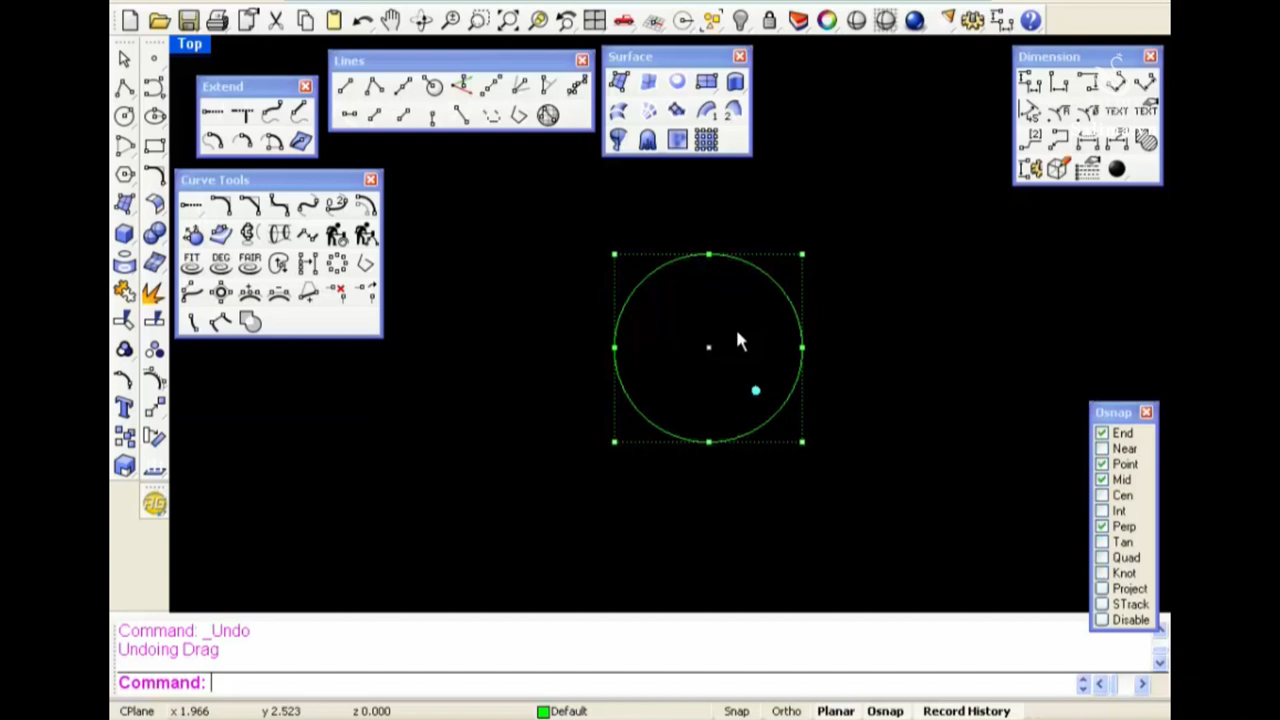 Top
Lines
Surface
Dimension
Extend
1
2
TEXT
TEXT
Curve Tools
FIT
DEG
FAIR
Osnap
End
Near
Point
Mid
Cen
Int
Perp
Tan
Quad
Knot
Project
STrack
Disable
Command: _Undo
Undoing Drag
Command:
CPlane x 1.966 y 2.523 z 0.000 Default Snap Ortho Planar Osnap Record History